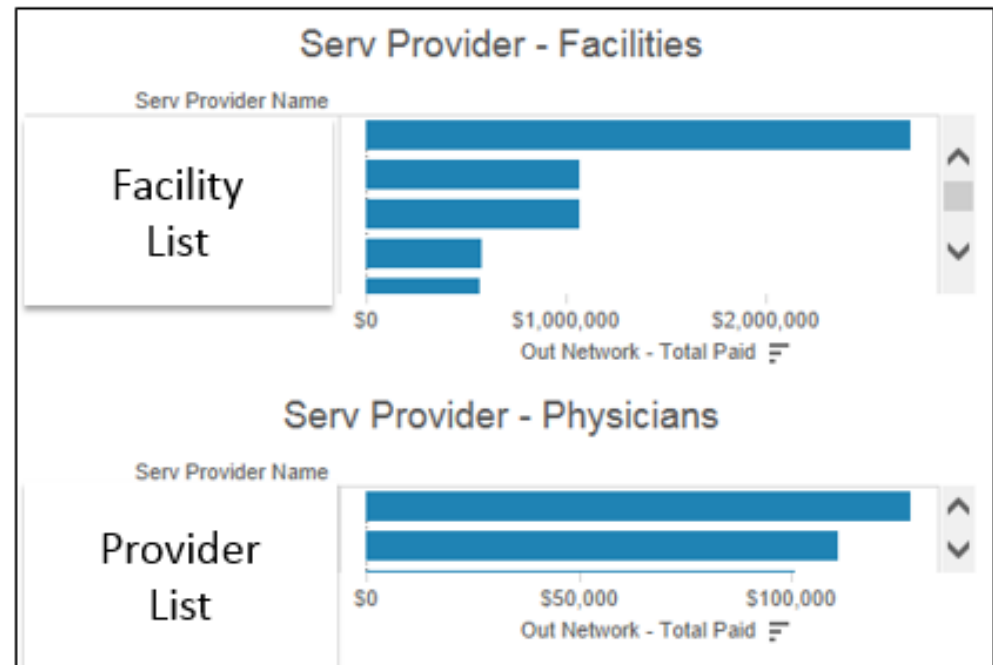 Serv Provider - Facilities
Serv Provider Name
Facility
List
$0 $1,000,000 $2,000,000
Out Network - Total Paid
Serv Provider - Physicians
Serv Provider Name
Provider
List
$0 $50,000 $100,000
Out Network - Total Paid